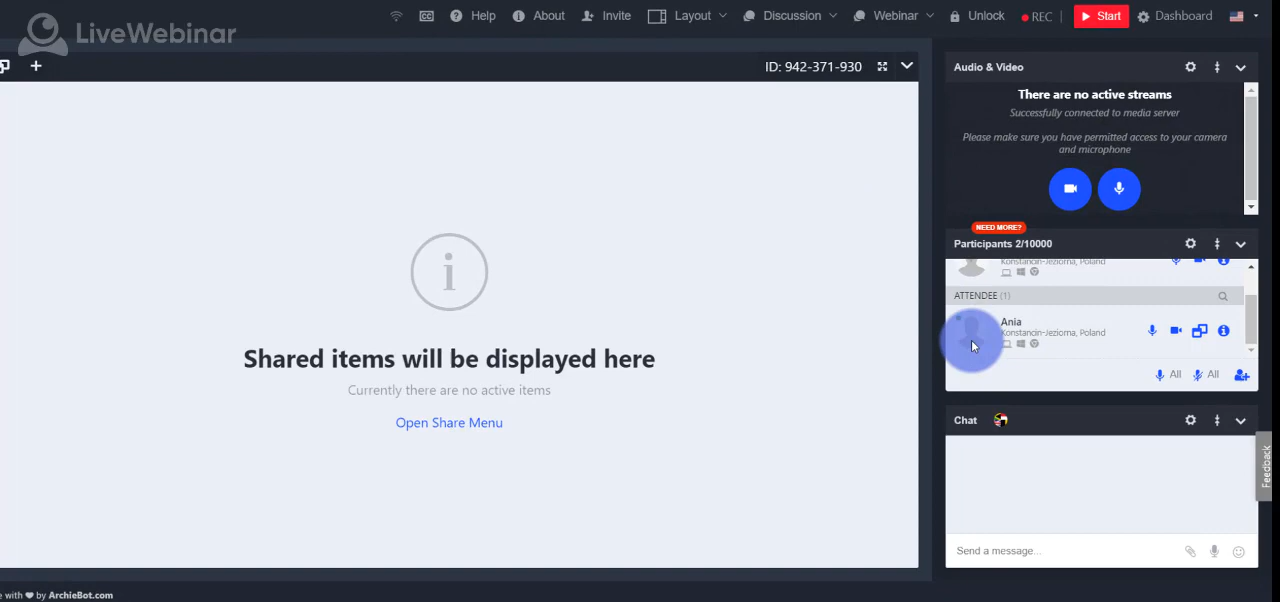 LiveWebinar
CC Help About Invite Layout Discussion Webinar Unlock REC Start Dashboard
ID: 942-371-930
Shared items will be displayed here
Currently there are no active items
Open Share Menu
Audio & Video
There are no active streams
Successfully connected to media server
Please make sure you have permitted access to your camera
and microphone
NEED MORE?
Participants 2/10000
Konstancin-Jeziorna, Poland
ATTENDEE (1)
Ania
Konstancin-Jeziorna, Poland
All All
Chat
Send a message...
Feedback
with ❤ by ArchieBot.com